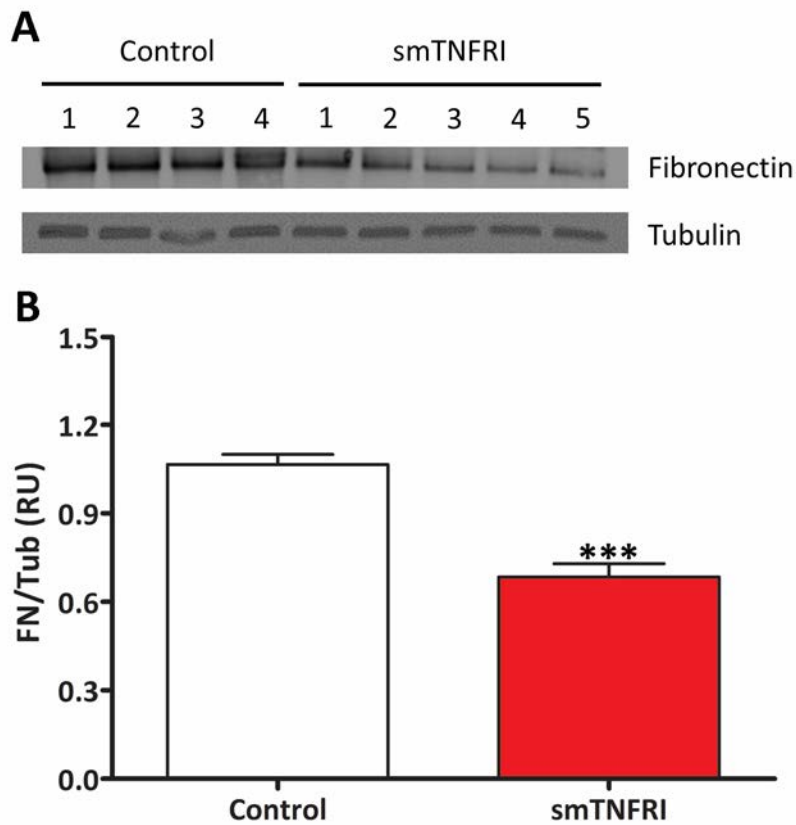 A
Control smTNFRI
1 2 3 4 1 2 3 4 5
Fibronectin
Tubulin
B
1.5
1.2
0.9
0.6
0.3
0.0
FN/Tub (RU)
***
Control smTNFRI